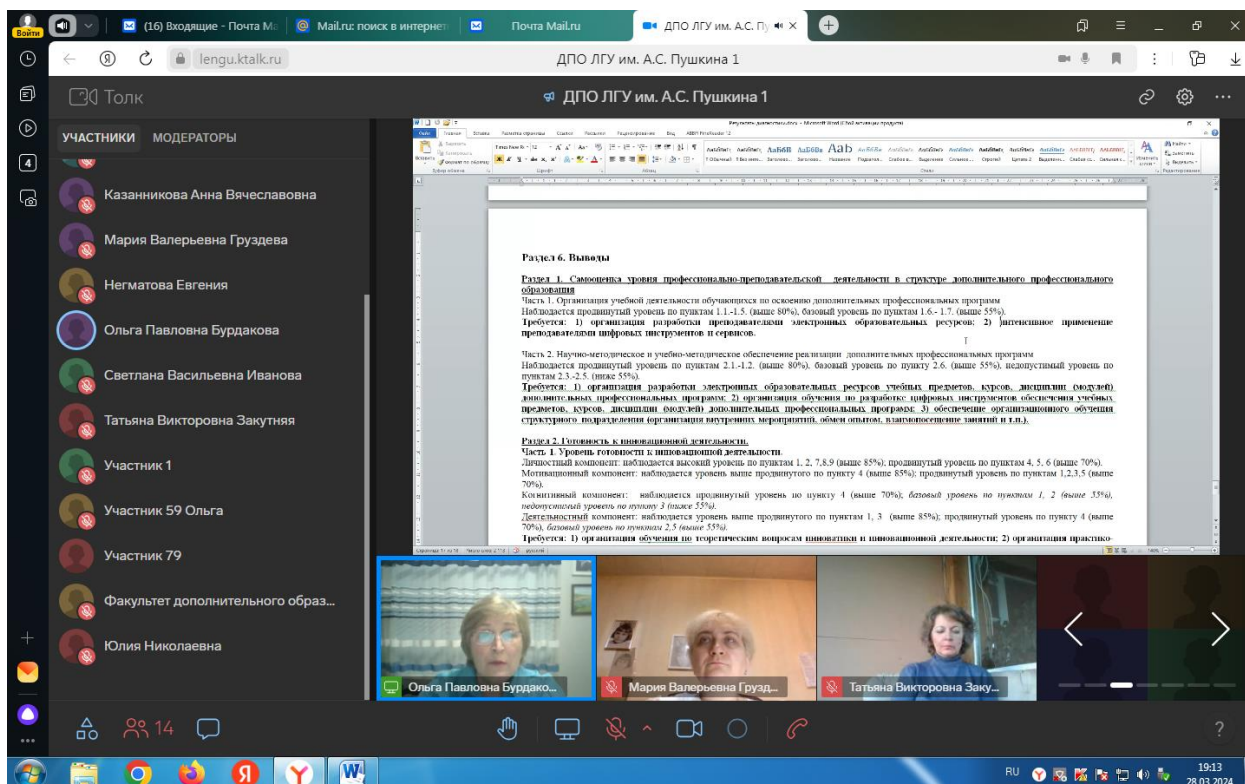 Войти
(16) Входящие - Почта Ма
Mail.ru: поиск в интернет
Почта Mail.ru
ДПО ЛГУ им. А.С. Пу
lengu.ktalk.ru
ДПО ЛГУ им. А.С. Пушкина 1
Толк
ДПО ЛГУ им. А.С. Пушкина 1
4
УЧАСТНИКИ МОДЕРАТОРЫ
Казанникова Анна Вячеславовна
Мария Валерьевна Груздева
Негматова Евгения
Ольга Павловна Бурдакова
Светлана Васильевна Иванова
Татьяна Викторовна Закутняя
Участник 1
Участник 59 Ольга
Участник 79
Факультет дополнительного образ...
Юлия Николаевна
Раздел 6. Выводы
Раздел 1. Самооценка уровня профессионально-преподавательской деятельности в структуре дополнительного профессионального
образования
Часть 1. Организация учебной деятельности обучающихся по освоению дополнительных профессиональных программ
Наблюдается продвинутый уровень по пунктам 1.1.-1.5. (выше 80%), базовый уровень по пунктам 1.6.- 1.7. (выше 55%).
Требуется: 1) организация разработки преподавателями электронных образовательных ресурсов; 2) интенсивное применение
преподавателями цифровых инструментов и сервисов.
Часть 2. Научно-методическое и учебно-методическое обеспечение реализации дополнительных профессиональных программ
Наблюдается продвинутый уровень по пунктам 2.1.-1.2. (выше 80%), базовый уровень по пункту 2.6. (выше 55%), недопустимый уровень по
пунктам 2.3.-2.5. (ниже 55%).
Требуется: 1) организация разработки электронных образовательных ресурсов учебных предметов, курсов, дисциплин (модулей)
дополнительных профессиональных программ; 2) организация обучения по разработке цифровых инструментов обеспечения учебных
предметов, курсов, дисциплин (модулей) дополнительных профессиональных программ; 3) обеспечение организационного обучения
структурного подразделения (организация внутренних мероприятий, обмен опытом, взаимопосещение занятий и т.п.).
Раздел 2. Готовность к инновационной деятельности.
Часть 1. Уровень готовности к инновационной деятельности.
Личностный компонент: наблюдается высокий уровень по пунктам 1, 2, 7,8,9 (выше 85%); продвинутый уровень по пунктам 4, 5, 6 (выше 70%).
Мотивационный компонент: наблюдается уровень выше продвинутого по пункту 4 (выше 85%); продвинутый уровень по пунктам 1,2,3,5 (выше
70%).
Когнитивный компонент: наблюдается продвинутый уровень по пункту 4 (выше 70%); базовый уровень по пунктам 1, 2 (выше 55%),
недопустимый уровень по пункту 3 (ниже 55%).
Деятельностный компонент: наблюдается уровень выше продвинутого по пунктам 1, 3 (выше 85%); продвинутый уровень по пункту 4 (выше
70%), базовый уровень по пунктам 2,5 (выше 55%).
Требуется: 1) организация обучения по теоретическим вопросам инноватики и инновационной деятельности; 2) организация практико-
Ольга Павловна Бурдако...
Мария Валерьевна Грузд...
Татьяна Викторовна Заку...
14
?
RU
19:13
28.03.2024